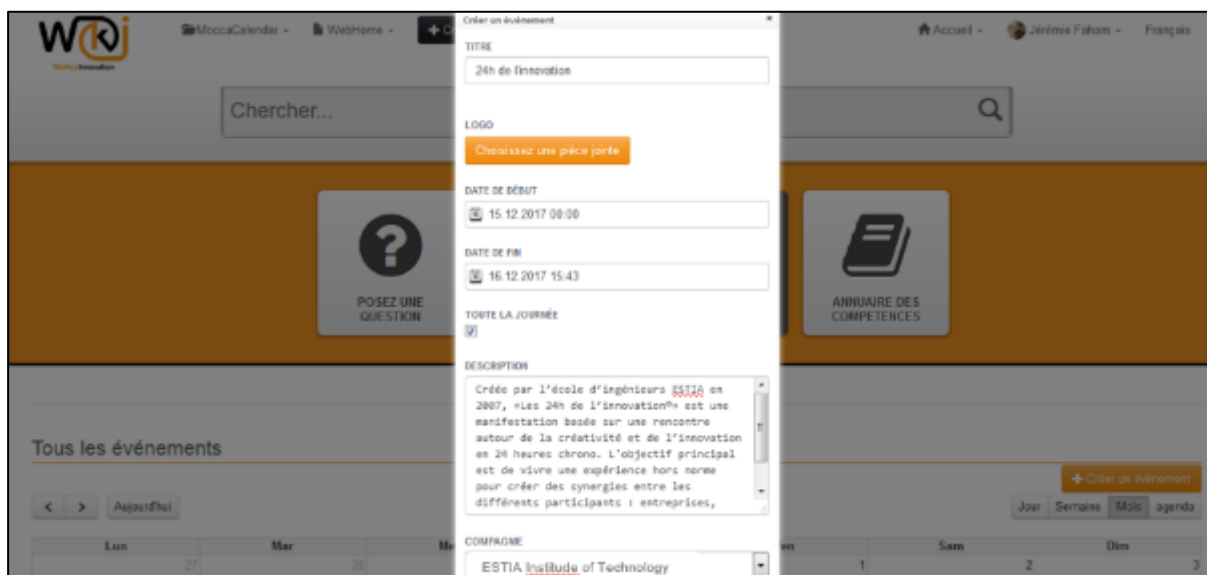 MoccaCalendar
WebHome
Accueil
Jérémie Faham
Français
Chercher...
Créer un événement
×
TITRE
24h de l'innovation
LOGO
Choisissez une pièce jointe
DATE DE DÉBUT
15.12.2017 00:00
DATE DE FIN
16.12.2017 15:43
TOUTE LA JOURNÉE
DESCRIPTION
Créée par l'école d'ingénieurs ESTIA en
2007, «Les 24h de l'innovation®» est une
manifestation basée sur une rencontre
autour de la créativité et de l'innovation
en 24 heures chrono. L'objectif principal
est de vivre une expérience hors norme
pour créer des synergies entre les
différents participants : entreprises,
COMPAGNIE
ESTIA Institude of Technology
POSEZ UNE
QUESTION
ANNUAIRE DES
COMPETENCES
Tous les événements
+ Créer un événement
< > Aujourd'hui
Jour Semaine Mois agenda
Lun Mar Me en Sam Dim
27 28 1 2 3